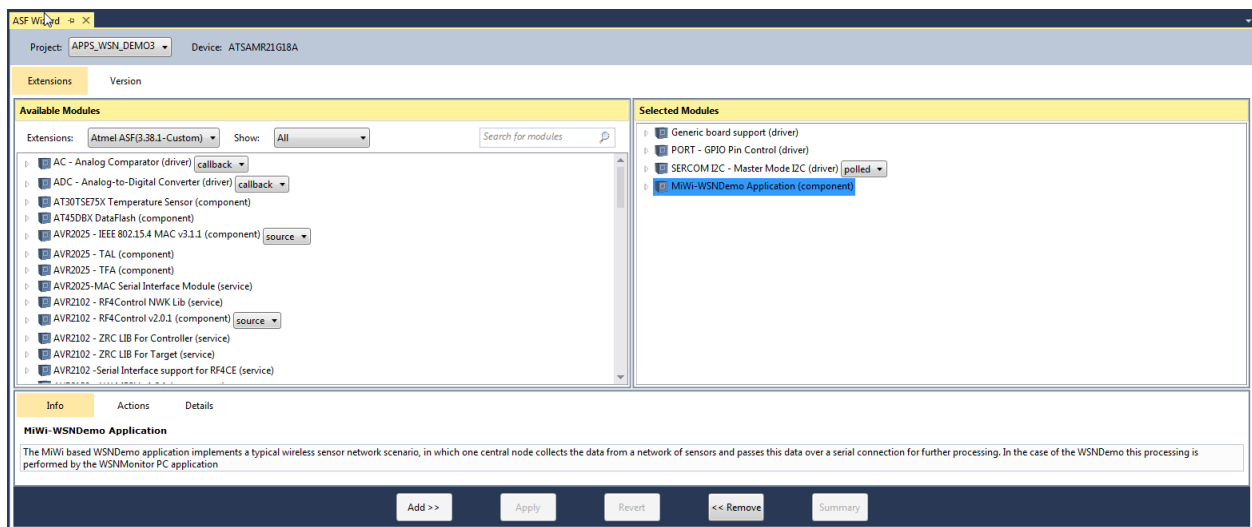 ASF Wizard
Project: APPS_WSN_DEMO3 Device: ATSAMR21G18A
Extensions Version
Available Modules
Extensions: Atmel ASF(3.38.1-Custom) Show: All Search for modules
AC - Analog Comparator (driver) callback
ADC - Analog-to-Digital Converter (driver) callback
AT30TSE75X Temperature Sensor (component)
AT45DBX DataFlash (component)
AVR2025 - IEEE 802.15.4 MAC v3.1.1 (component) source
AVR2025 - TAL (component)
AVR2025 - TFA (component)
AVR2025-MAC Serial Interface Module (service)
AVR2102 - RF4Control NWK Lib (service)
AVR2102 - RF4Control v2.0.1 (component) source
AVR2102 - ZRC LIB For Controller (service)
AVR2102 - ZRC LIB For Target (service)
AVR2102 -Serial Interface support for RF4CE (service)
Selected Modules
Generic board support (driver)
PORT - GPIO Pin Control (driver)
SERCOM I2C - Master Mode I2C (driver) polled
MiWi-WSNDemo Application (component)
Info Actions Details
MiWi-WSNDemo Application
The MiWi based WSNDemo application implements a typical wireless sensor network scenario, in which one central node collects the data from a network of sensors and passes this data over a serial connection for further processing. In the case of the WSNDemo this processing is
performed by the WSNMonitor PC application
Add >> Apply Revert << Remove Summary